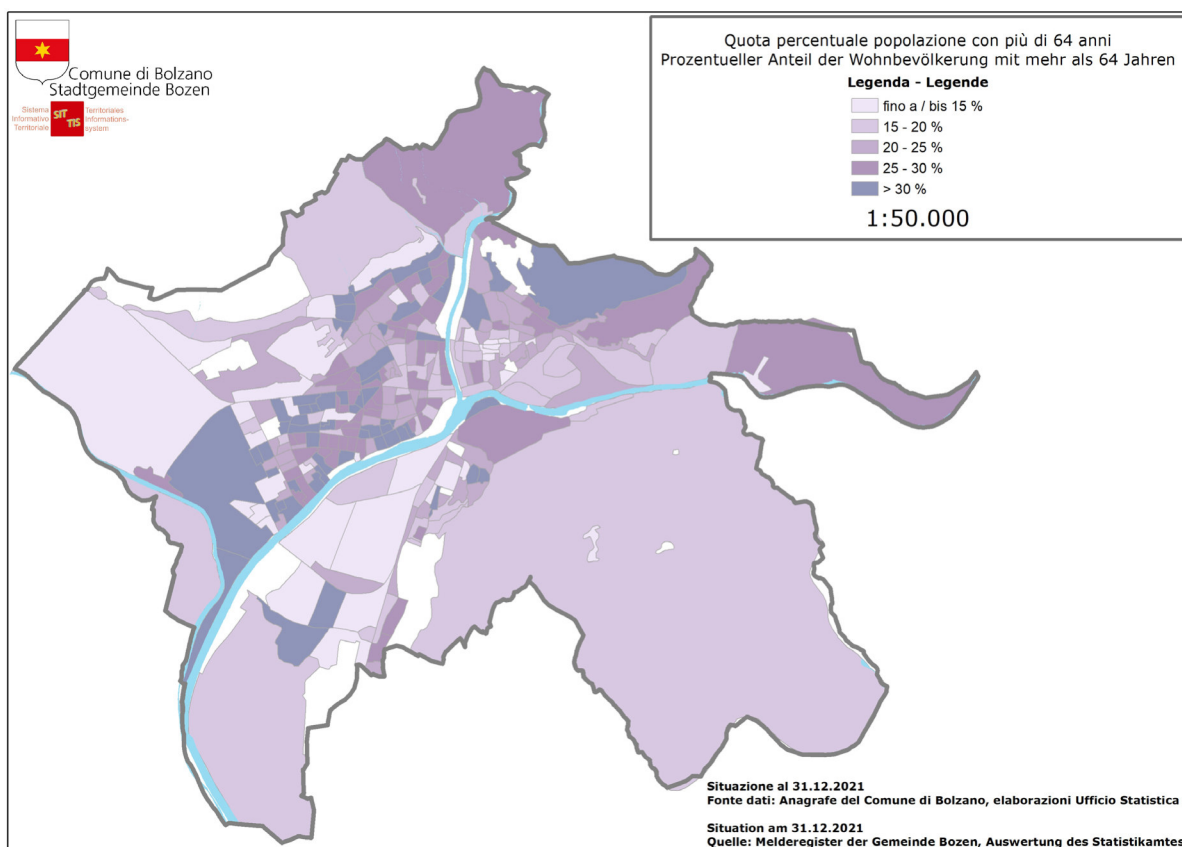 Comune di Bolzano
Stadtgemeinde Bozen
Sistema
Informativo
Territoriale
SIT
TIS
Territoriales
Informations-
system
Quota percentuale popolazione con più di 64 anni
Prozentueller Anteil der Wohnbevölkerung mit mehr als 64 Jahren
Legenda - Legende
fino a / bis 15 %
15 - 20 %
20 - 25 %
25 - 30 %
> 30 %
1:50.000
Situazione al 31.12.2021
Fonte dati: Anagrafe del Comune di Bolzano, elaborazioni Ufficio Statistica
Situation am 31.12.2021
Quelle: Melderegister der Gemeinde Bozen, Auswertung des Statistikamtes